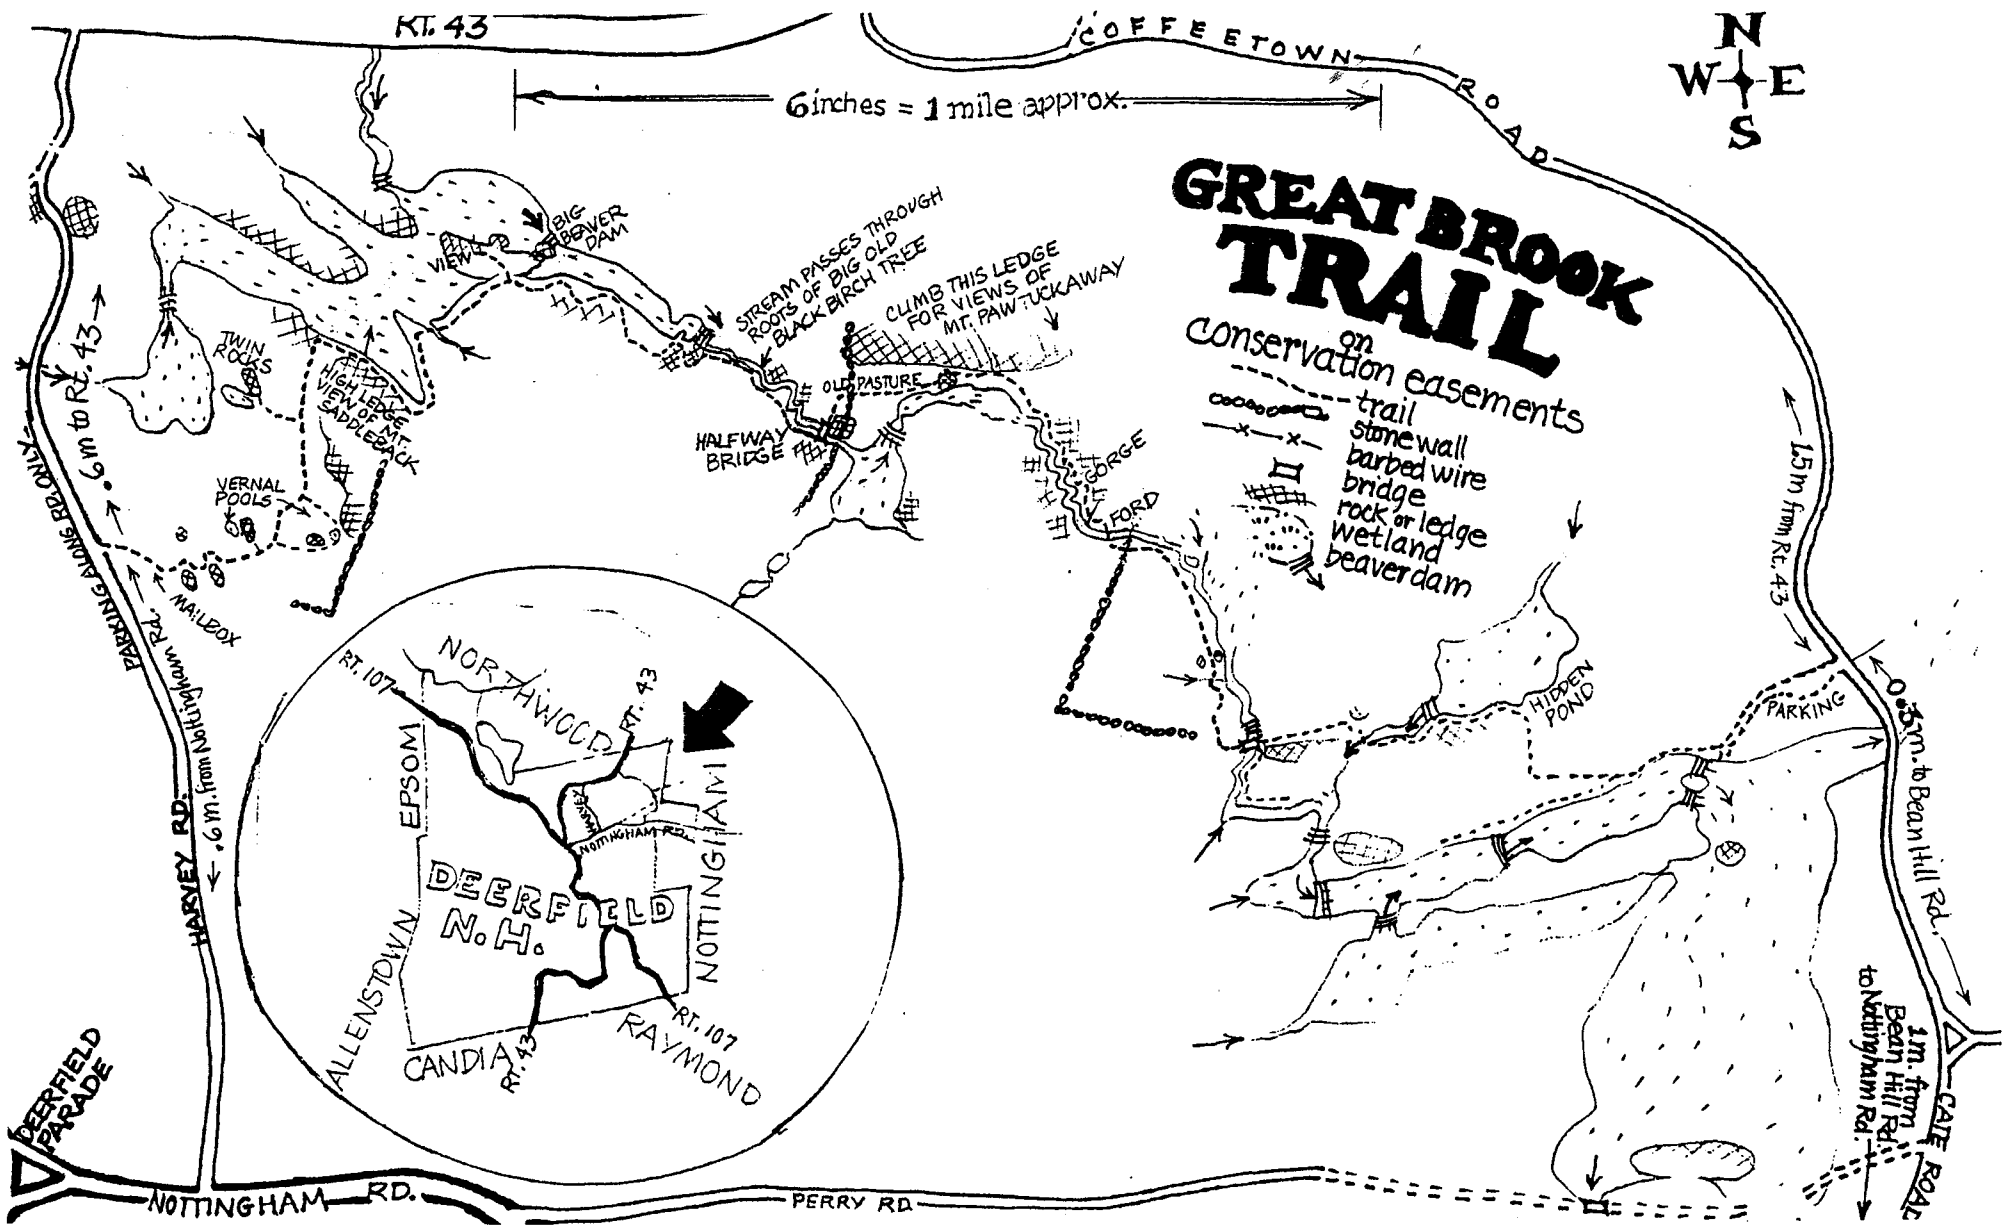 RT. 43
COFFEETOWN ROAD
N
W E
S
6 inches = 1 mile approx.
GREAT BROOK
TRAIL
on
conservation easements
trail
stone wall
barbed wire
bridge
rock or ledge
wetland
beaver dam
BIG
BEAVER
DAM
VIEW
STREAM PASSES THROUGH
ROOTS OF BIG OLD
BLACK BIRCH TREE
CLIMB THIS LEDGE
FOR VIEWS OF
MT. PAWTUCKAWAY
TWIN
ROCKS
HIGH LEDGE
VIEW OF MT.
SADDLEBACK
OLD PASTURE
HALFWAY
BRIDGE
GORGE
FORD
VERNAL
POOLS
MAILBOX
.6 m to Rt. 43
PARKING ALONG RD. ONLY
.9 m. from Nottingham Rd.
HARVEY RD.
1.5 m from Rt. 43
HIDDEN
POND
PARKING
0.3 m. to Bean Hill Rd.
1 m. from
Bean Hill Rd.
to Nottingham Rd.
CATE ROAD
RT. 107
NORTHWOOD
RT. 43
EPSOM
HARVEY
NOTTINGHAM RD.
NOTTINGHAM
DEERFIELD
N.H.
ALLENSTOWN
CANDIA
RT. 43
RAYMOND
RT. 107
DEERFIELD
PARADE
NOTTINGHAM RD.
PERRY RD.